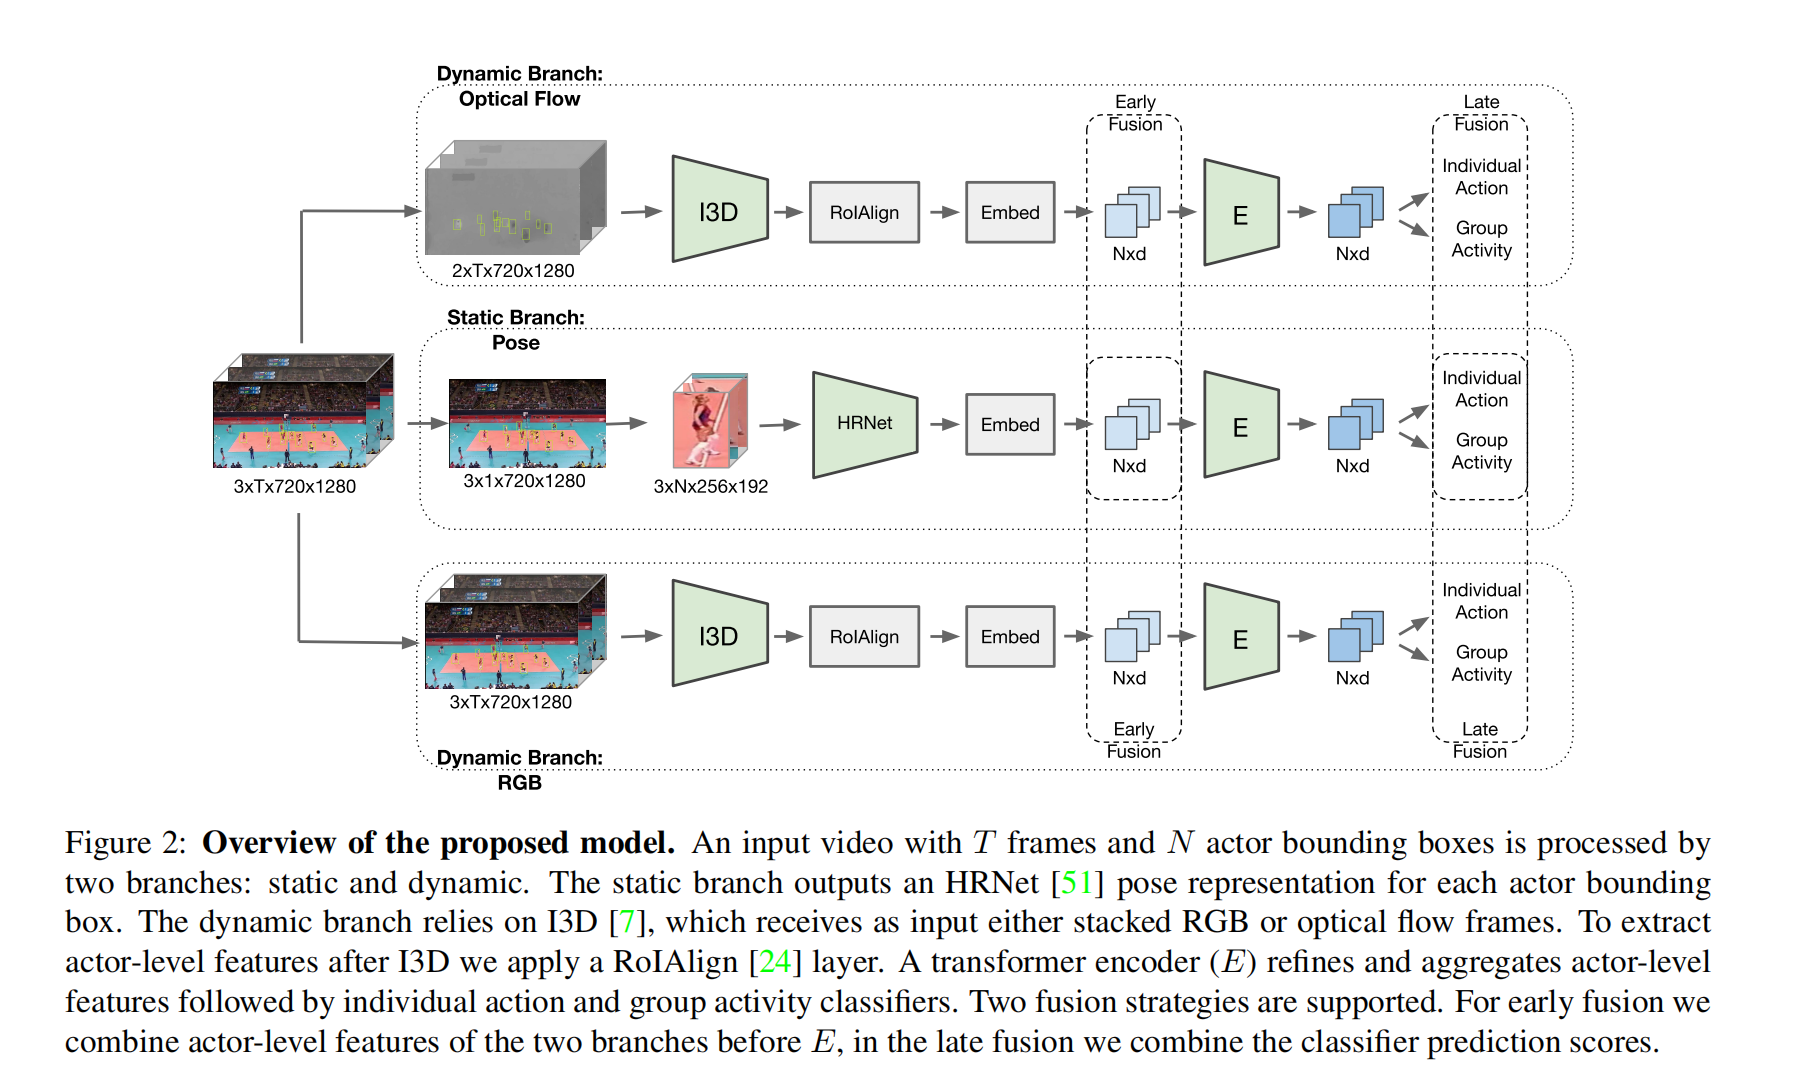 Dynamic Branch:
Optical Flow
Early
Fusion
Late
Fusion
I3D
RoIAlign
Embed
Nxd
E
Nxd
Individual
Action
Group
Activity
2xTx720x1280
Static Branch:
Pose
3xTx720x1280
3x1x720x1280
3xNx256x192
HRNet
Embed
Nxd
E
Nxd
Individual
Action
Group
Activity
3xTx720x1280
I3D
RoIAlign
Embed
Nxd
E
Nxd
Individual
Action
Group
Activity
Early
Fusion
Late
Fusion
Dynamic Branch:
RGB
Figure 2: Overview of the proposed model. An input video with T frames and N actor bounding boxes is processed by
two branches: static and dynamic. The static branch outputs an HRNet [51] pose representation for each actor bounding
box. The dynamic branch relies on I3D [7], which receives as input either stacked RGB or optical flow frames. To extract
actor-level features after I3D we apply a RoIAlign [24] layer. A transformer encoder (E) refines and aggregates actor-level
features followed by individual action and group activity classifiers. Two fusion strategies are supported. For early fusion we
combine actor-level features of the two branches before E, in the late fusion we combine the classifier prediction scores.